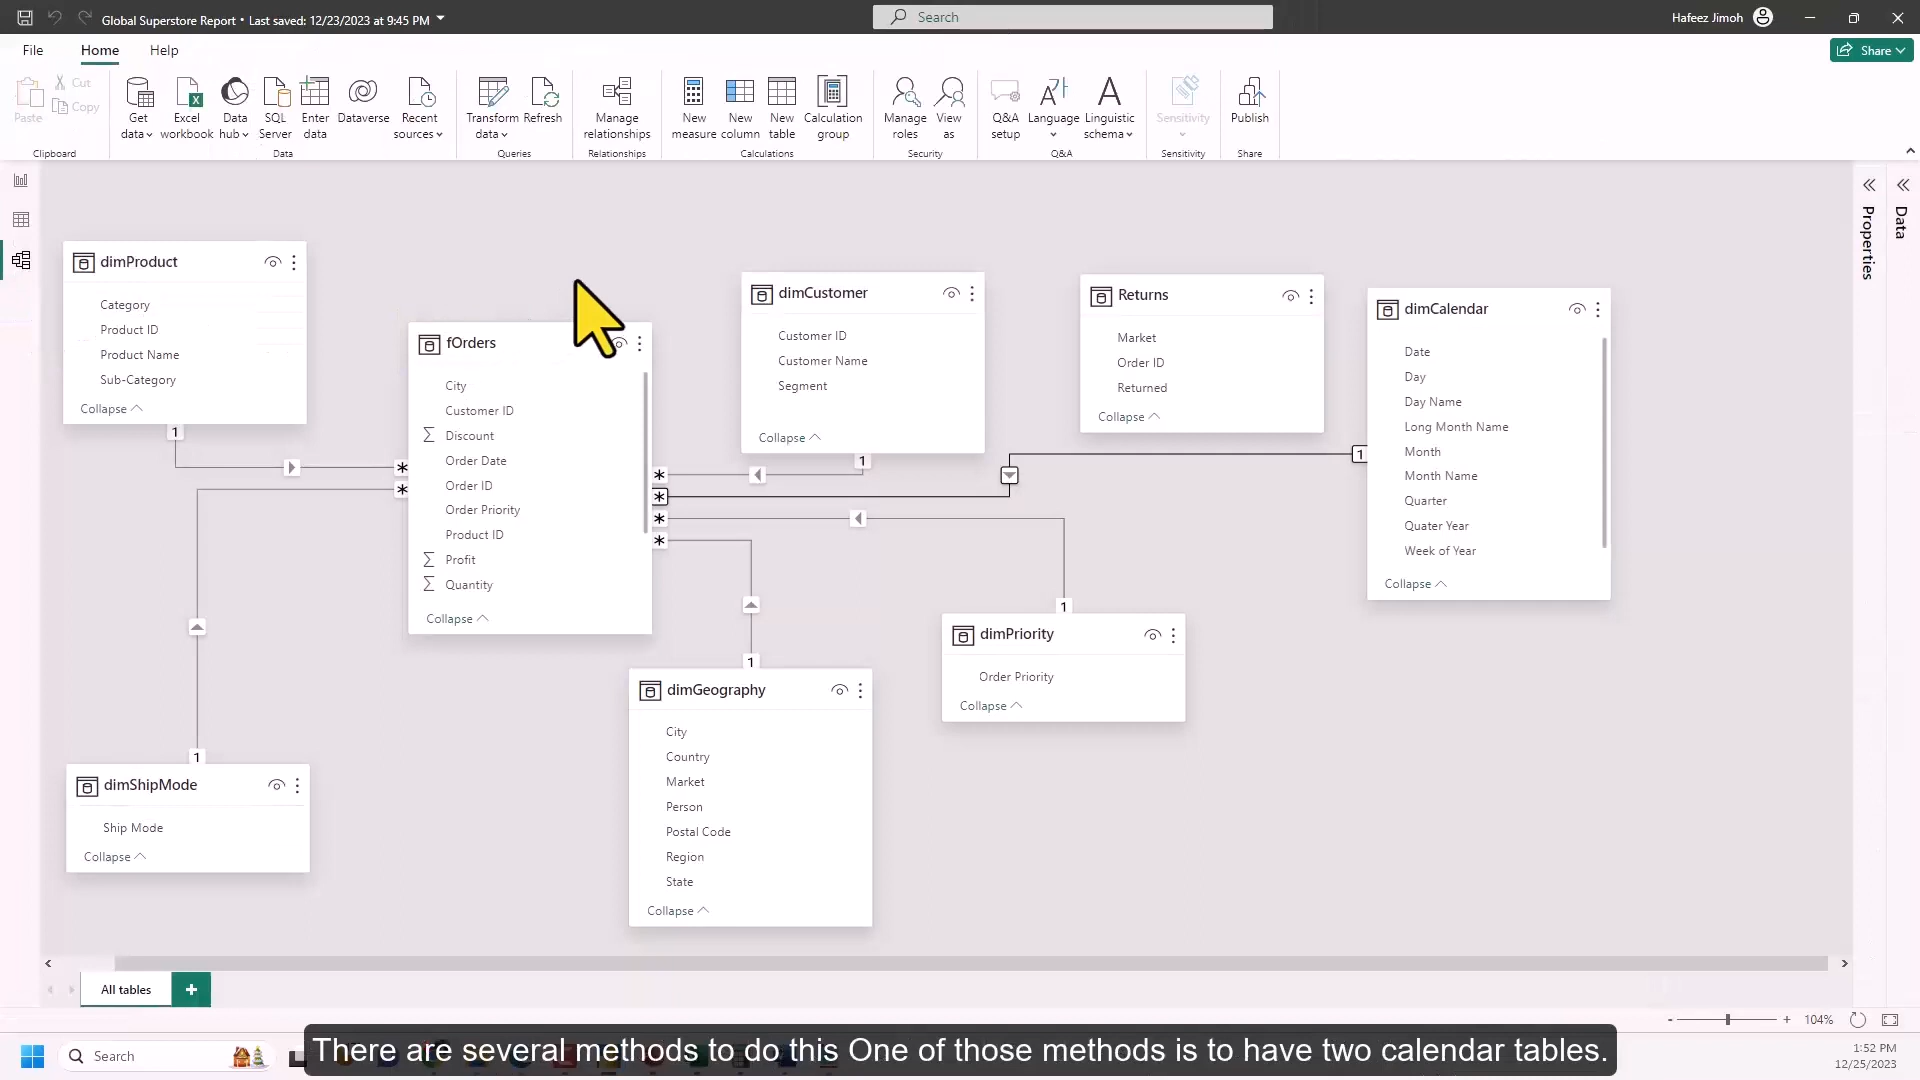 Global Superstore Report • Last saved: 12/23/2023 at 9:45 PM
Search
Hafeez Jimoh
File
Home
Help
Share
Paste
Cut
Copy
Clipboard
Get data
Excel workbook
Data hub
SQL Server
Enter data
Dataverse
Recent sources
Data
Transform data
Refresh
Queries
Manage relationships
Relationships
New measure
New column
New table
Calculation group
Calculations
Manage roles
View as
Security
Q&A setup
Language
Linguistic schema
Q&A
Sensitivity
Sensitivity
Publish
Share
Properties
Data
dimProduct
Category
Product ID
Product Name
Sub-Category
Collapse
1
*
*
fOrders
City
Customer ID
Discount
Order Date
Order ID
Order Priority
Product ID
Profit
Quantity
Collapse
*
*
*
*
dimCustomer
Customer ID
Customer Name
Segment
Collapse
1
Returns
Market
Order ID
Returned
Collapse
dimCalendar
Date
Day
Day Name
Long Month Name
Month
Month Name
Quarter
Quater Year
Week of Year
Collapse
1
1
dimPriority
Order Priority
Collapse
1
dimGeography
City
Country
Market
Person
Postal Code
Region
State
Collapse
1
dimShipMode
Ship Mode
Collapse
All tables
+
- + 104%
Search
There are several methods to do this One of those methods is to have two calendar tables.
1:52 PM
12/25/2023